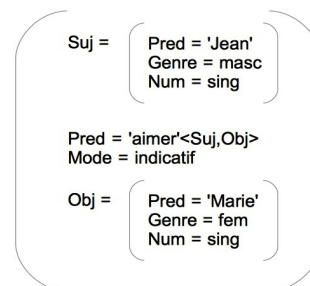 Suj = Pred = 'Jean'
Genre = masc
Num = sing
Pred = 'aimer'<Suj,Obj>
Mode = indicatif
Obj = Pred = 'Marie'
Genre = fem
Num = sing